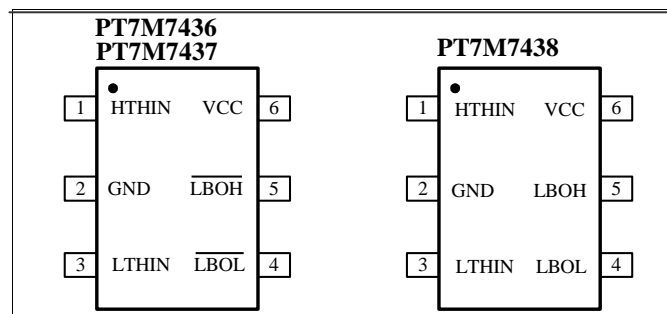 PT7M7436
PT7M7437
1 HTHIN VCC 6
2 GND LBOH 5
3 LTHIN LBOL 4
PT7M7438
1 HTHIN VCC 6
2 GND LBOH 5
3 LTHIN LBOL 4